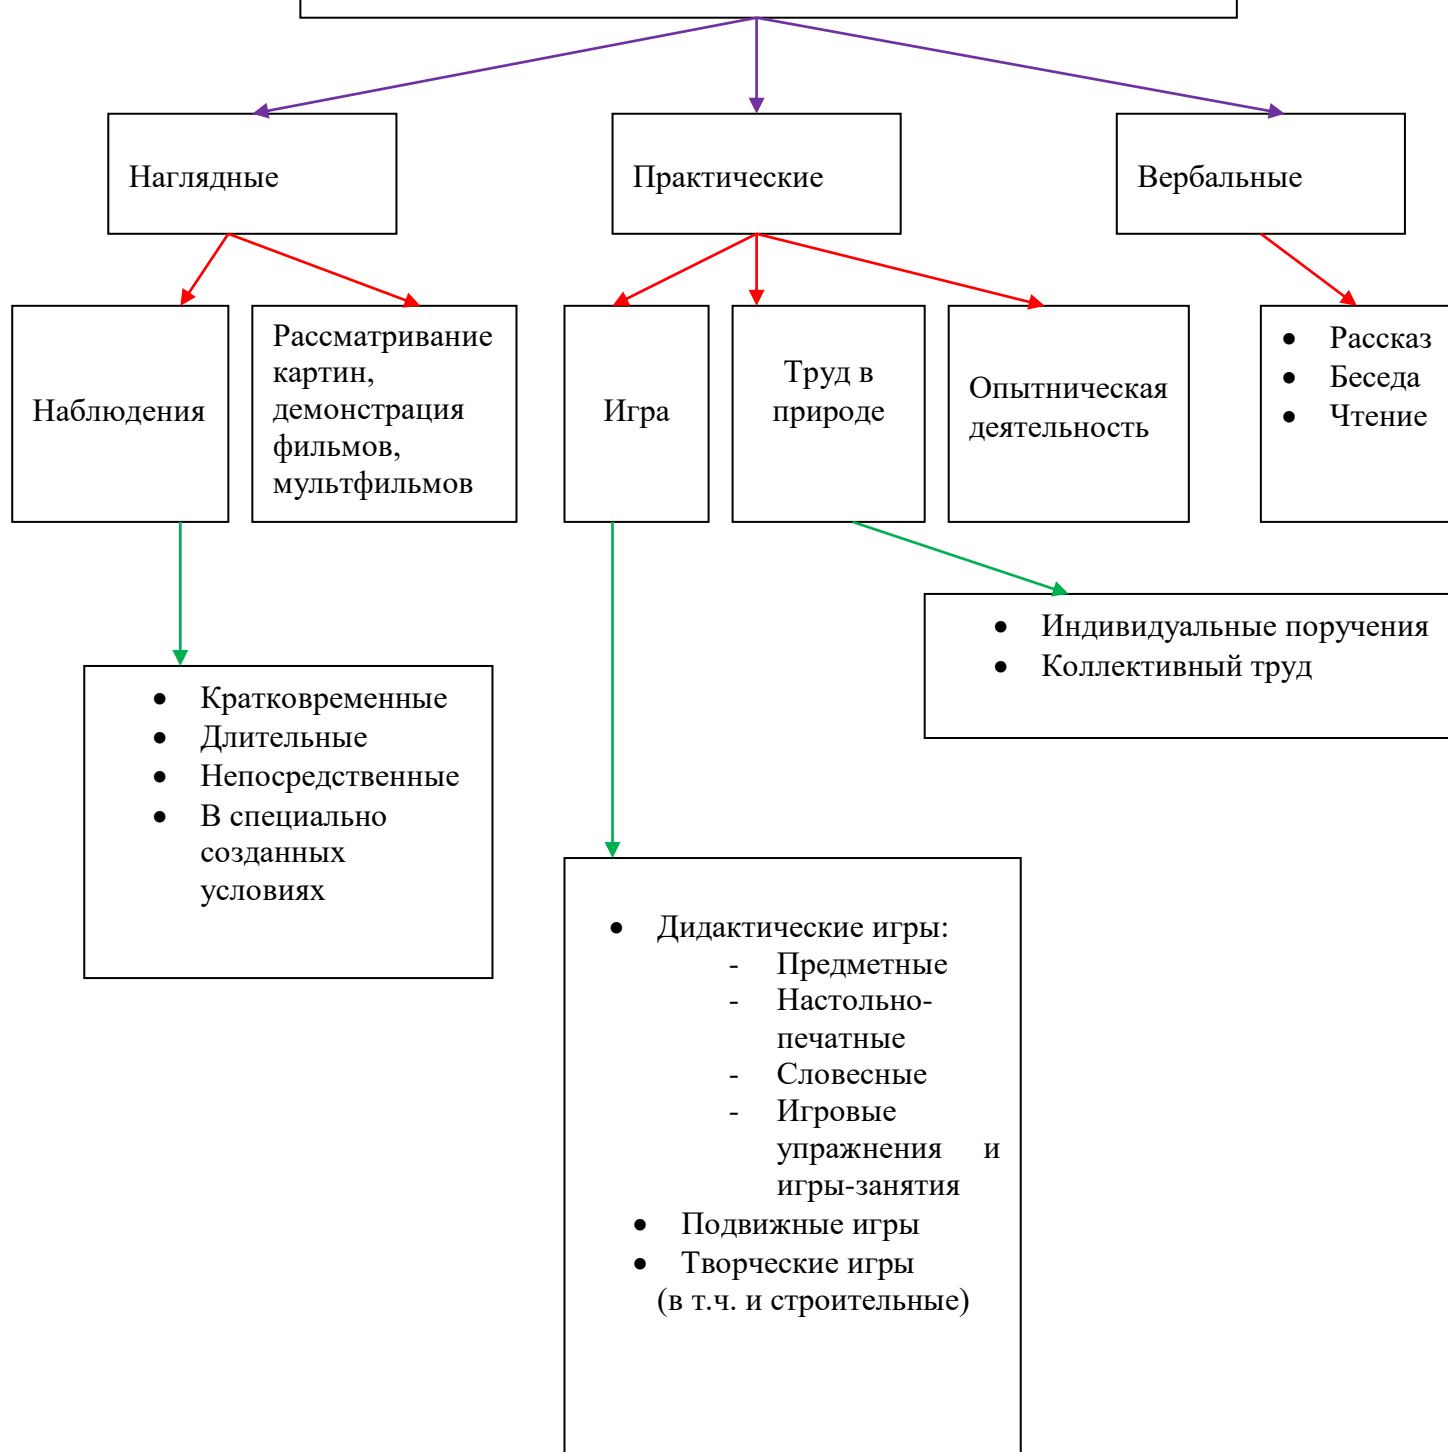 Наглядные
Практические
Вербальные
Наблюдения
Рассматривание
картин,
демонстрация
фильмов,
мультфильмов
Игра
Труд в
природе
Опытническая
деятельность
• Рассказ
• Беседа
• Чтение
• Индивидуальные поручения
• Коллективный труд
• Кратковременные
• Длительные
• Непосредственные
• В специально
созданных
условиях
• Дидактические игры:
- Предметные
- Настольно-
печатные
- Словесные
- Игровые
упражнения и
игры-занятия
• Подвижные игры
• Творческие игры
(в т.ч. и строительные)